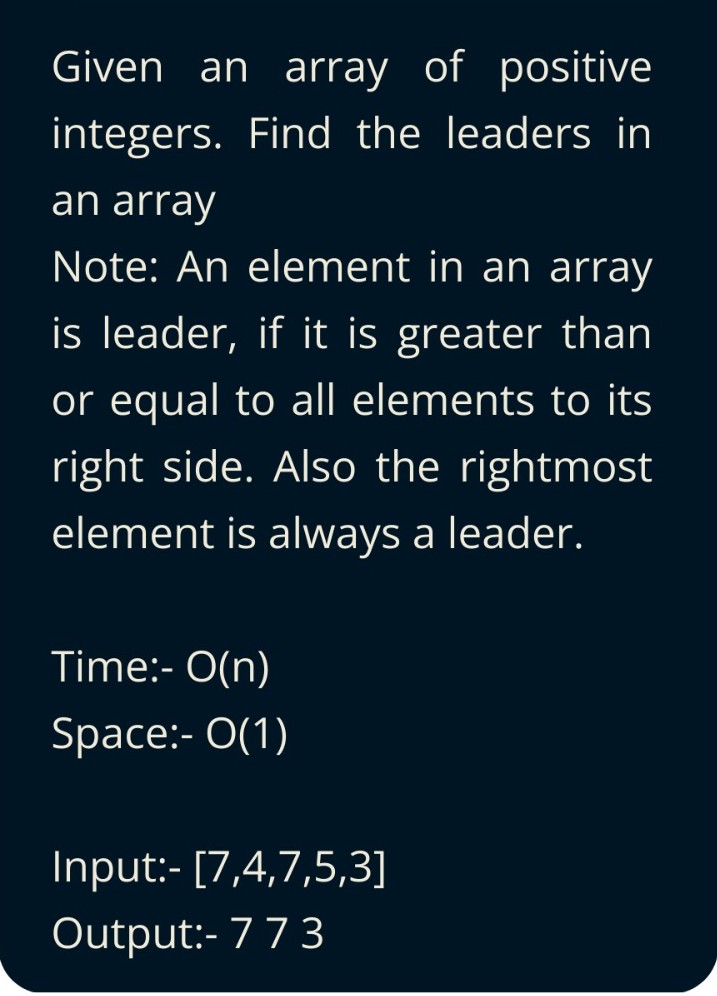 Given an array of positive
integers. Find the leaders in
an array
Note: An element in an array
is leader, if it is greater than
or equal to all elements to its
right side. Also the rightmost
element is always a leader.
Time:- O(n)
Space:- O(1)
Input:- [7,4,7,5,3]
Output:- 7 7 3